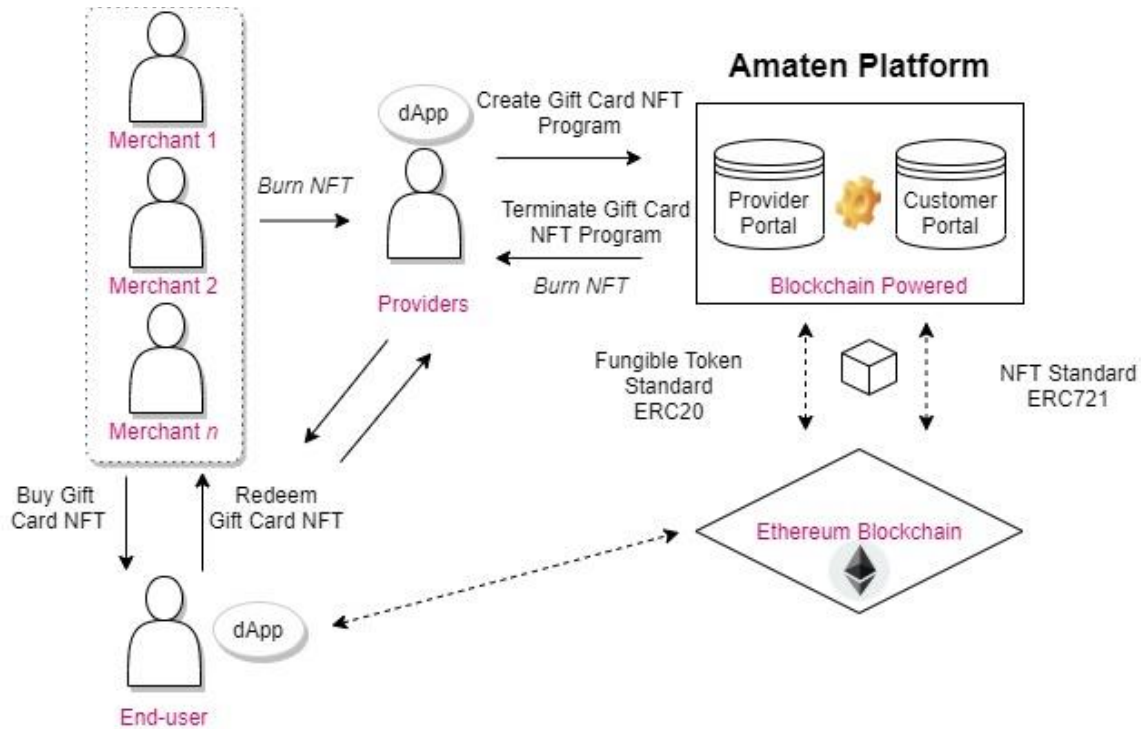 Amaten Platform
dApp
Create Gift Card NFT
Program
Merchant 1
Burn NFT
Provider
Portal
Customer
Portal
Terminate Gift Card
NFT Program
Merchant 2
Providers
Burn NFT
Blockchain Powered
Fungible Token
Standard
ERC20
NFT Standard
ERC721
Merchant n
Buy Gift
Card NFT
Redeem
Gift Card NFT
Ethereum Blockchain
dApp
End-user